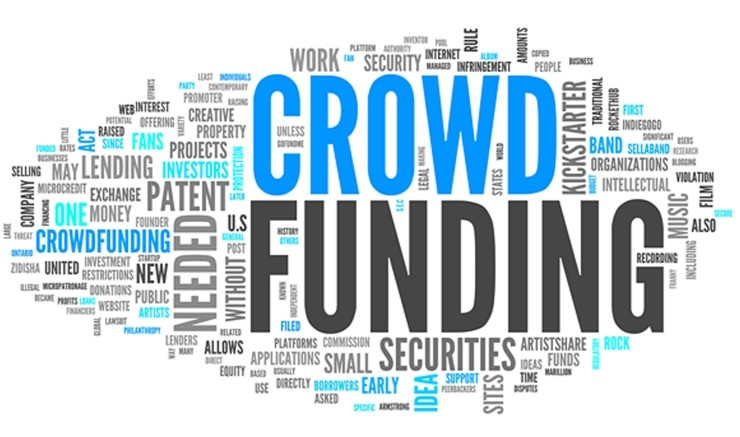 CROWD
FUNDING
INVENTOR
POOL
RULE
AMOUNTS
COPIED
PLATFORM
AUTHORITY
INTERNET
ALBUM
WORK
FAN
SECURITY
MANAGED
INFRINGEMENT
PEOPLE
BUSINESS
EFFORTS
LEAST
INDIVIDUALS
PARTY
CONTEMPORARY
PROMOTER
RAISING
WEB
INTEREST
POTENTIAL
OFFERING
VARIETY
CREATIVE
PROPERTY
UNLESS
GOFUNDME
KICKSTARTER
TRADITIONAL
ROCKETHUB
FIRST
INDIEGOGO
LITTLE
ACT
RAISED
SINCE
FANS
FUNDED
RATES
PROJECTS
PROTECTION
BAND
SIGNIFICANT
USERS
SELLABAND
RESEARCH
BUSINESSES
MAY
LENDING
INVESTORS
LATER
MAKING
LEGAL
STATES
WORLD
BUDGET
ORGANIZATIONS
BLOGGING
SELLING
COMPANY
MICROCREDIT
FINANCING
EXCHANGE
PATENT
S.E.C
INTELLECTUAL
VIOLATION
FILM
LARGE
THREAT
ONE
MONEY
FOUNDER
NEEDED
U.S
GENERAL
POST
WITHOUT
HISTORY
OTHERS
MUSIC
ALSO
SECURE
CROWDFUNDING
ONTARIO
STARTUP
RECORDING
INCLUDING
FRANNY
ZIDISHA
UNITED
INVESTMENT
RESTRICTIONS
NEW
ILLEGAL
MICROPATRONAGE
DONATIONS
PUBLIC
KNOWN
INDEPENDENT
BECAME
PROFITS
LOANS
WEBSITE
ARTISTS
FINANCIERS
GLOBAL
LAWSUIT
PHILANTHROPY
RELATED
FILED
LENDERS
WAY
MANY
ALLOWS
DIRECT
EQUITY
PLATFORMS
COMMISSION
APPLICATIONS
SMALL
SECURITIES
ARTISTSHARE
REGULATORY
ROCK
IDEAS
FUNDS
BASED
USUALLY
USE
DIRECTLY
BORROWERS
EARLY
IDEA
SUPPORT
PEERBACKERS
SITES
TIME
MARILLION
DISPUTES
ASKED
SPECIFIC
ARMSTRONG